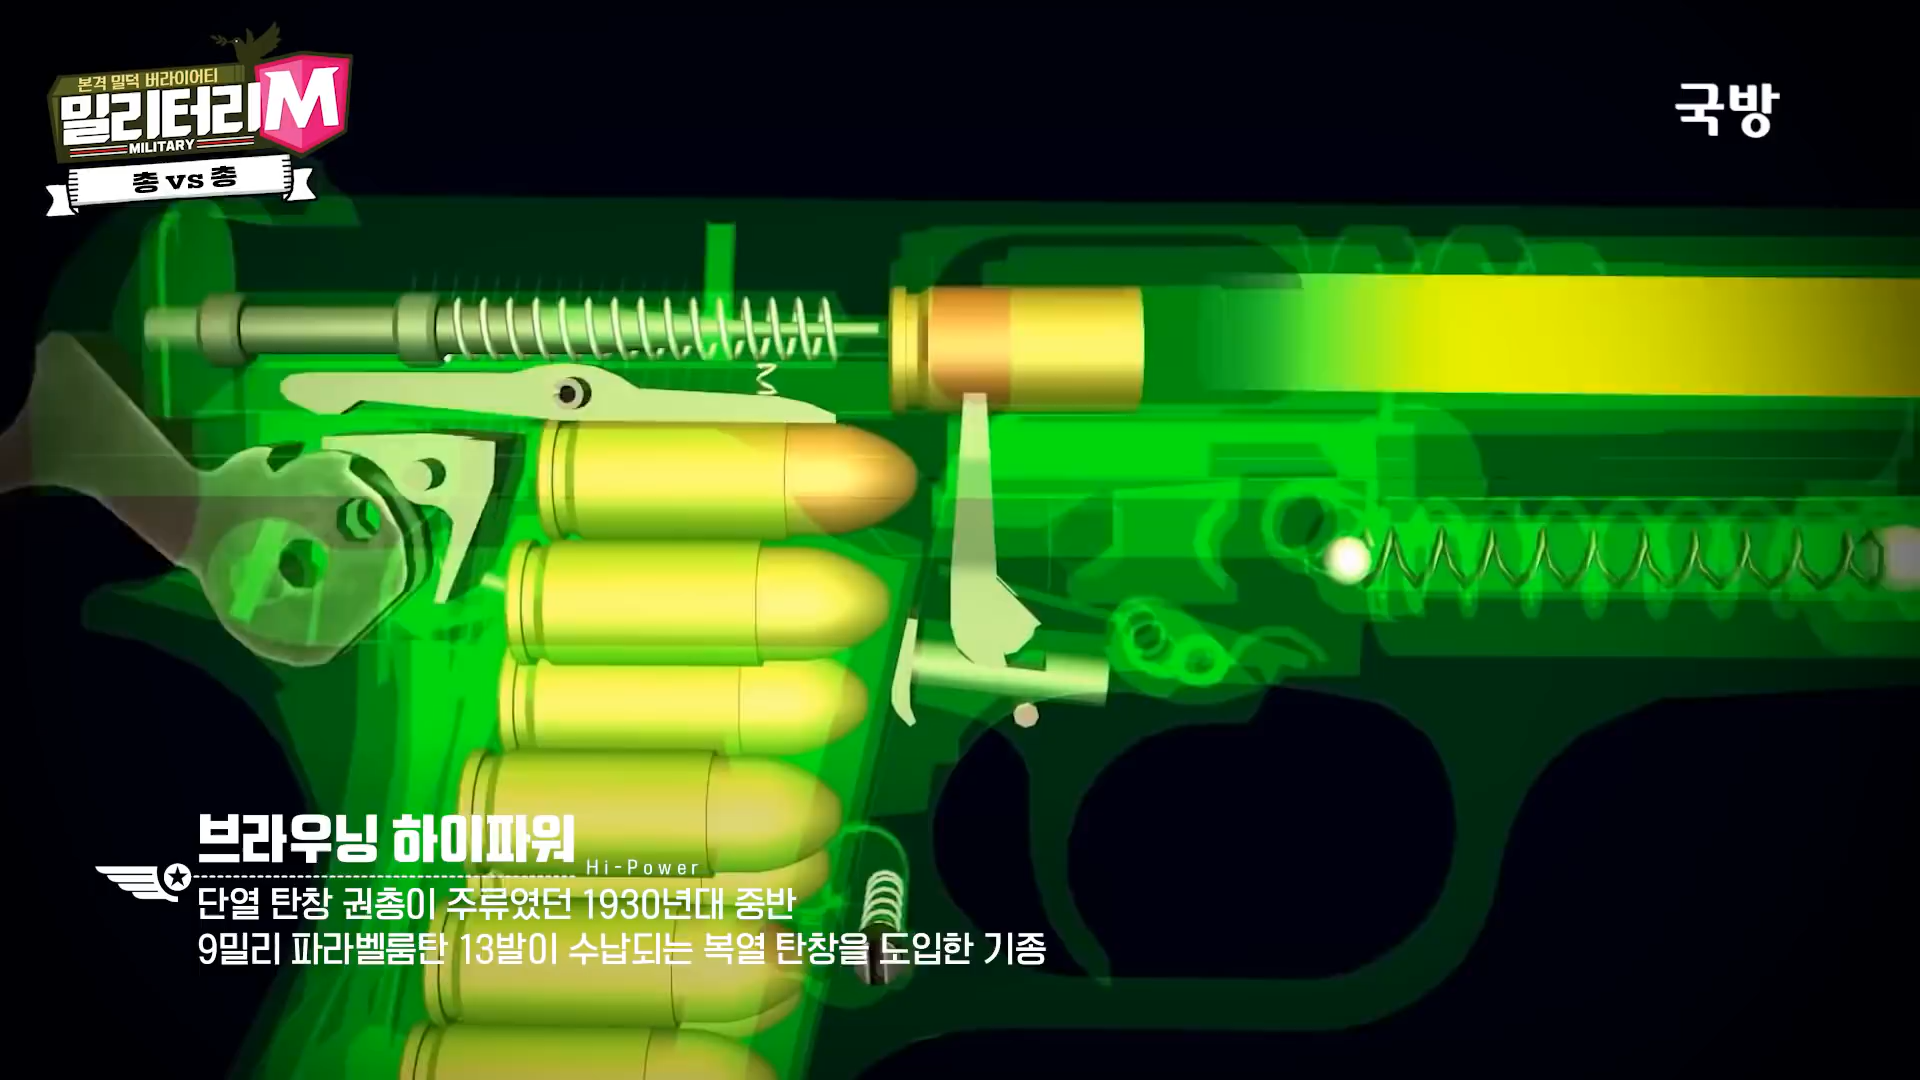 본격 밀덕 버라이어티
밀리터리 M
MILITARY
총 vs 총
국방
브라우닝 하이파워
Hi-Power
단열 탄창 권총이 주류였던 1930년대 중반
9밀리 파라벨룸탄 13발이 수납되는 복열 탄창을 도입한 기종